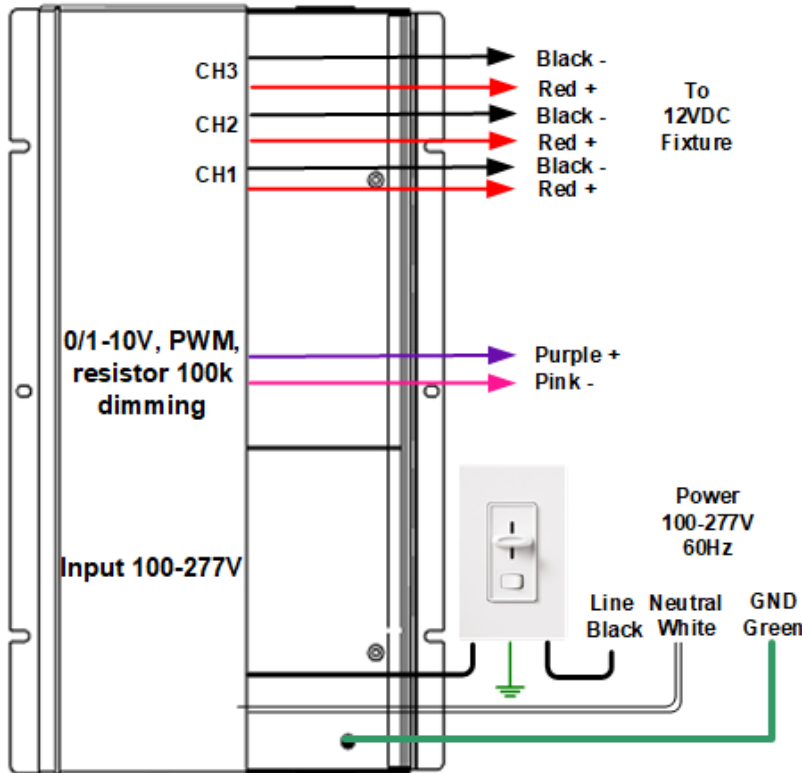 CH3
Black -
Red +
CH2
Black -
Red +
CH1
Black -
Red +
To
12VDC
Fixture
0/1-10V, PWM,
resistor 100k
dimming
Purple +
Pink -
Input 100-277V
Power
100-277V
60Hz
Line
Black
Neutral
White
GND
Green